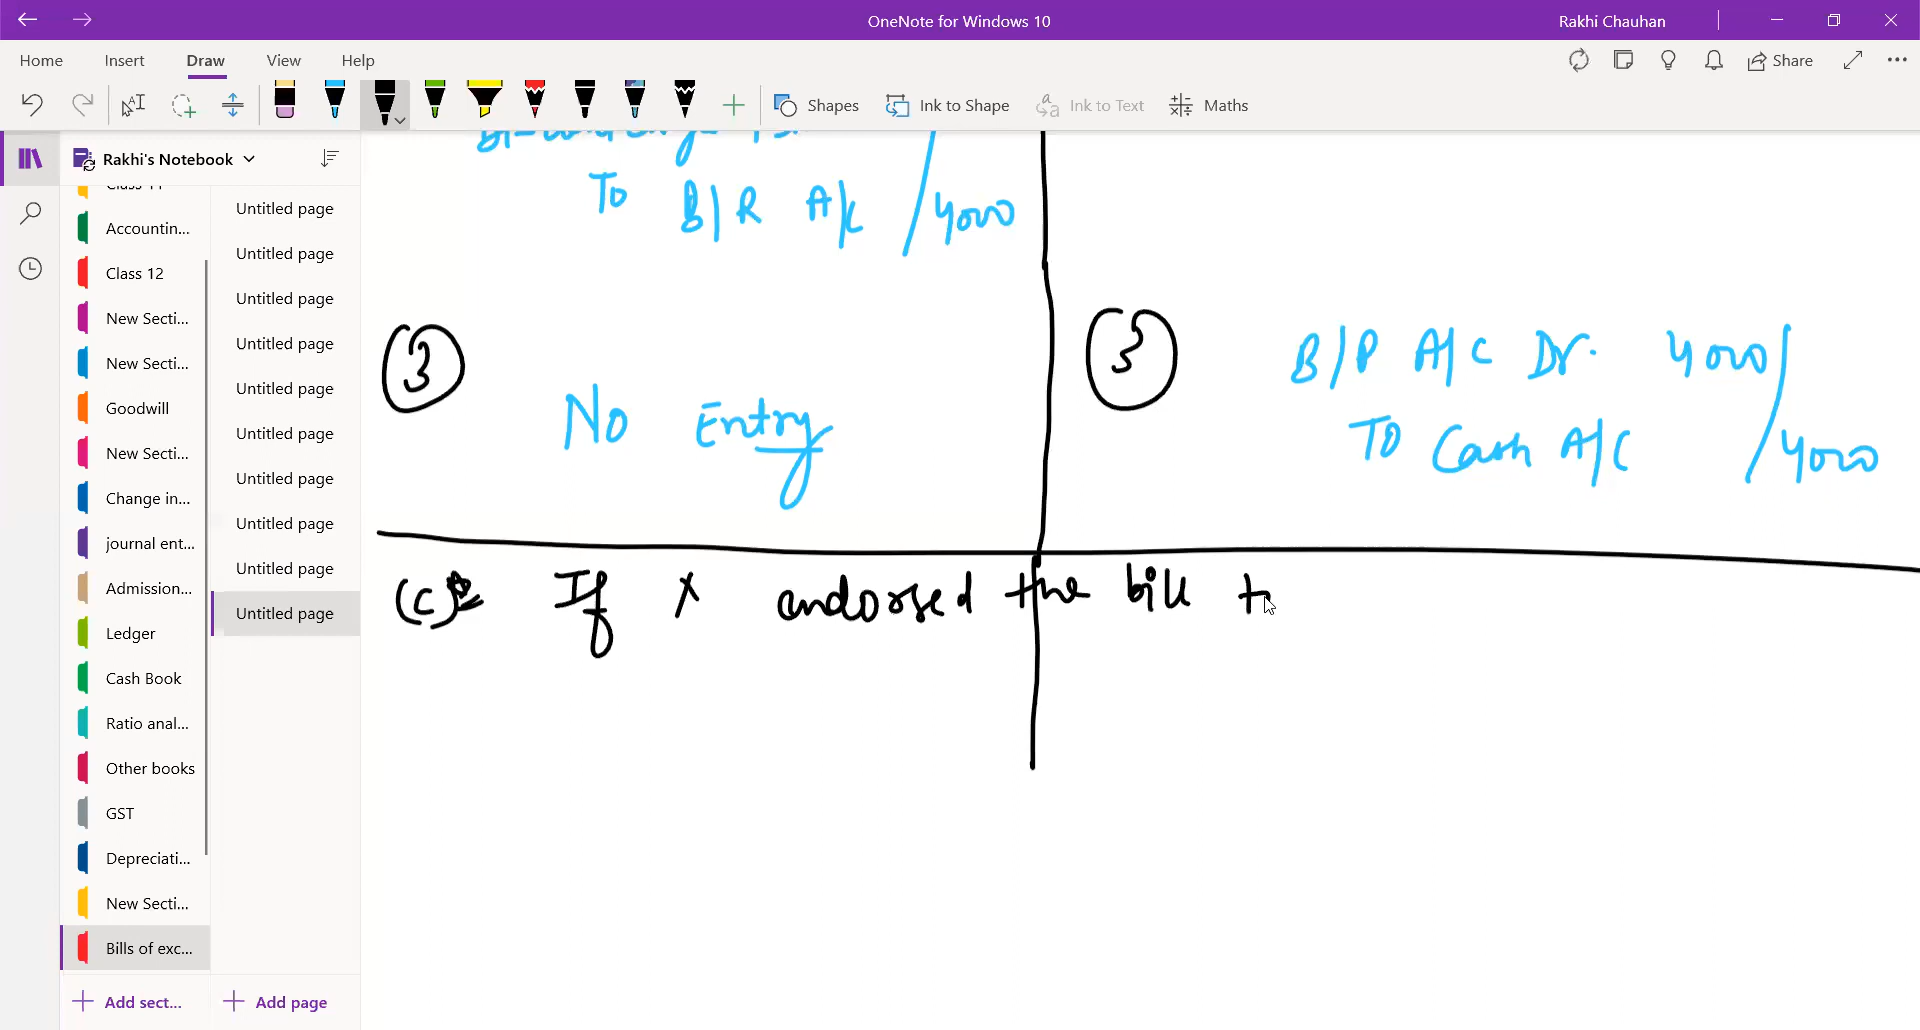 OneNote for Windows 10
Rakhi Chauhan
Home Insert Draw View Help
Share
Shapes Ink to Shape Ink to Text Maths
Rakhi's Notebook
Accountin...
Class 12
New Secti...
New Secti...
Goodwill
New Secti...
Change in...
journal ent...
Admission...
Ledger
Cash Book
Ratio anal...
Other books
GST
Depreciati...
New Secti...
Bills of exc...
Add sect...
Untitled page
Untitled page
Untitled page
Untitled page
Untitled page
Untitled page
Untitled page
Untitled page
Untitled page
Untitled page
Add page
To B/R A/c / 4000
3
No Entry
3
B/P A/C Dr. 4000/
To Cash A/C / 4000
(c) If X endorsed the bill to